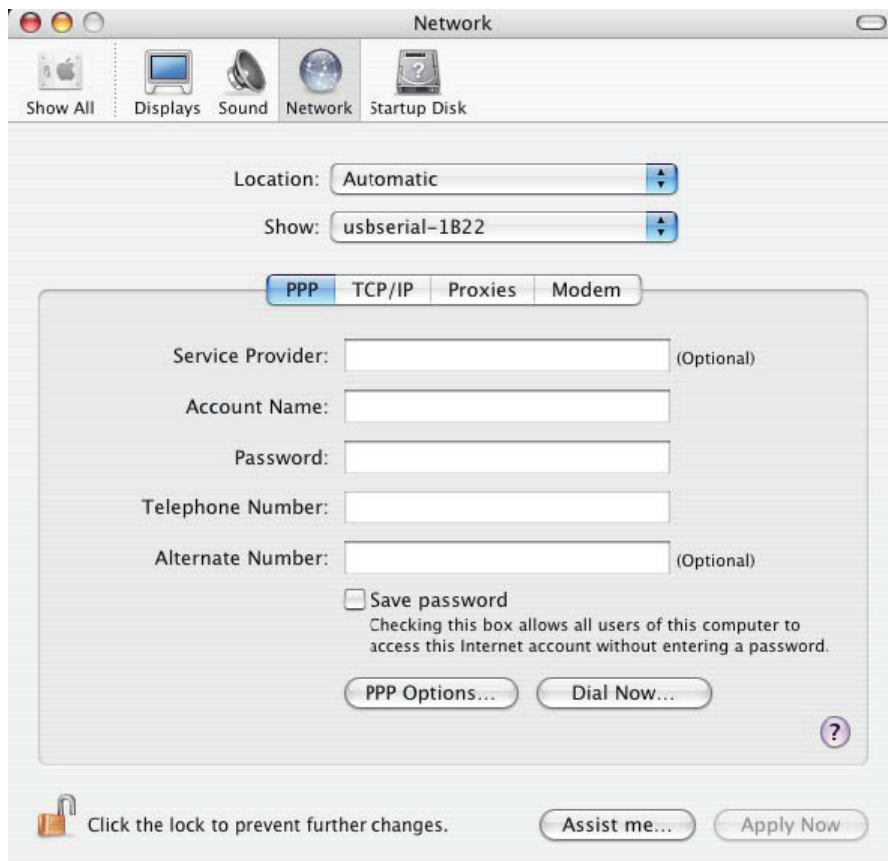 Network
Show All Displays Sound Network Startup Disk
Location: Automatic
Show: usbserial-1B22
PPP TCP/IP Proxies Modem
Service Provider: (Optional)
Account Name:
Password:
Telephone Number:
Alternate Number: (Optional)
Save password
Checking this box allows all users of this computer to
access this Internet account without entering a password.
PPP Options... Dial Now...
?
Click the lock to prevent further changes. Assist me... Apply Now